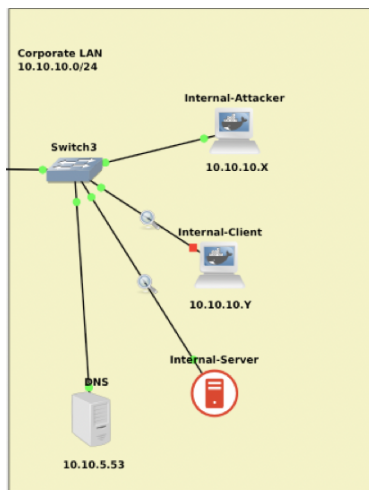 Corporate LAN
10.10.10.0/24
Internal-Attacker
Switch3
10.10.10.X
Internal-Client
10.10.10.Y
Internal-Server
DNS
10.10.5.53